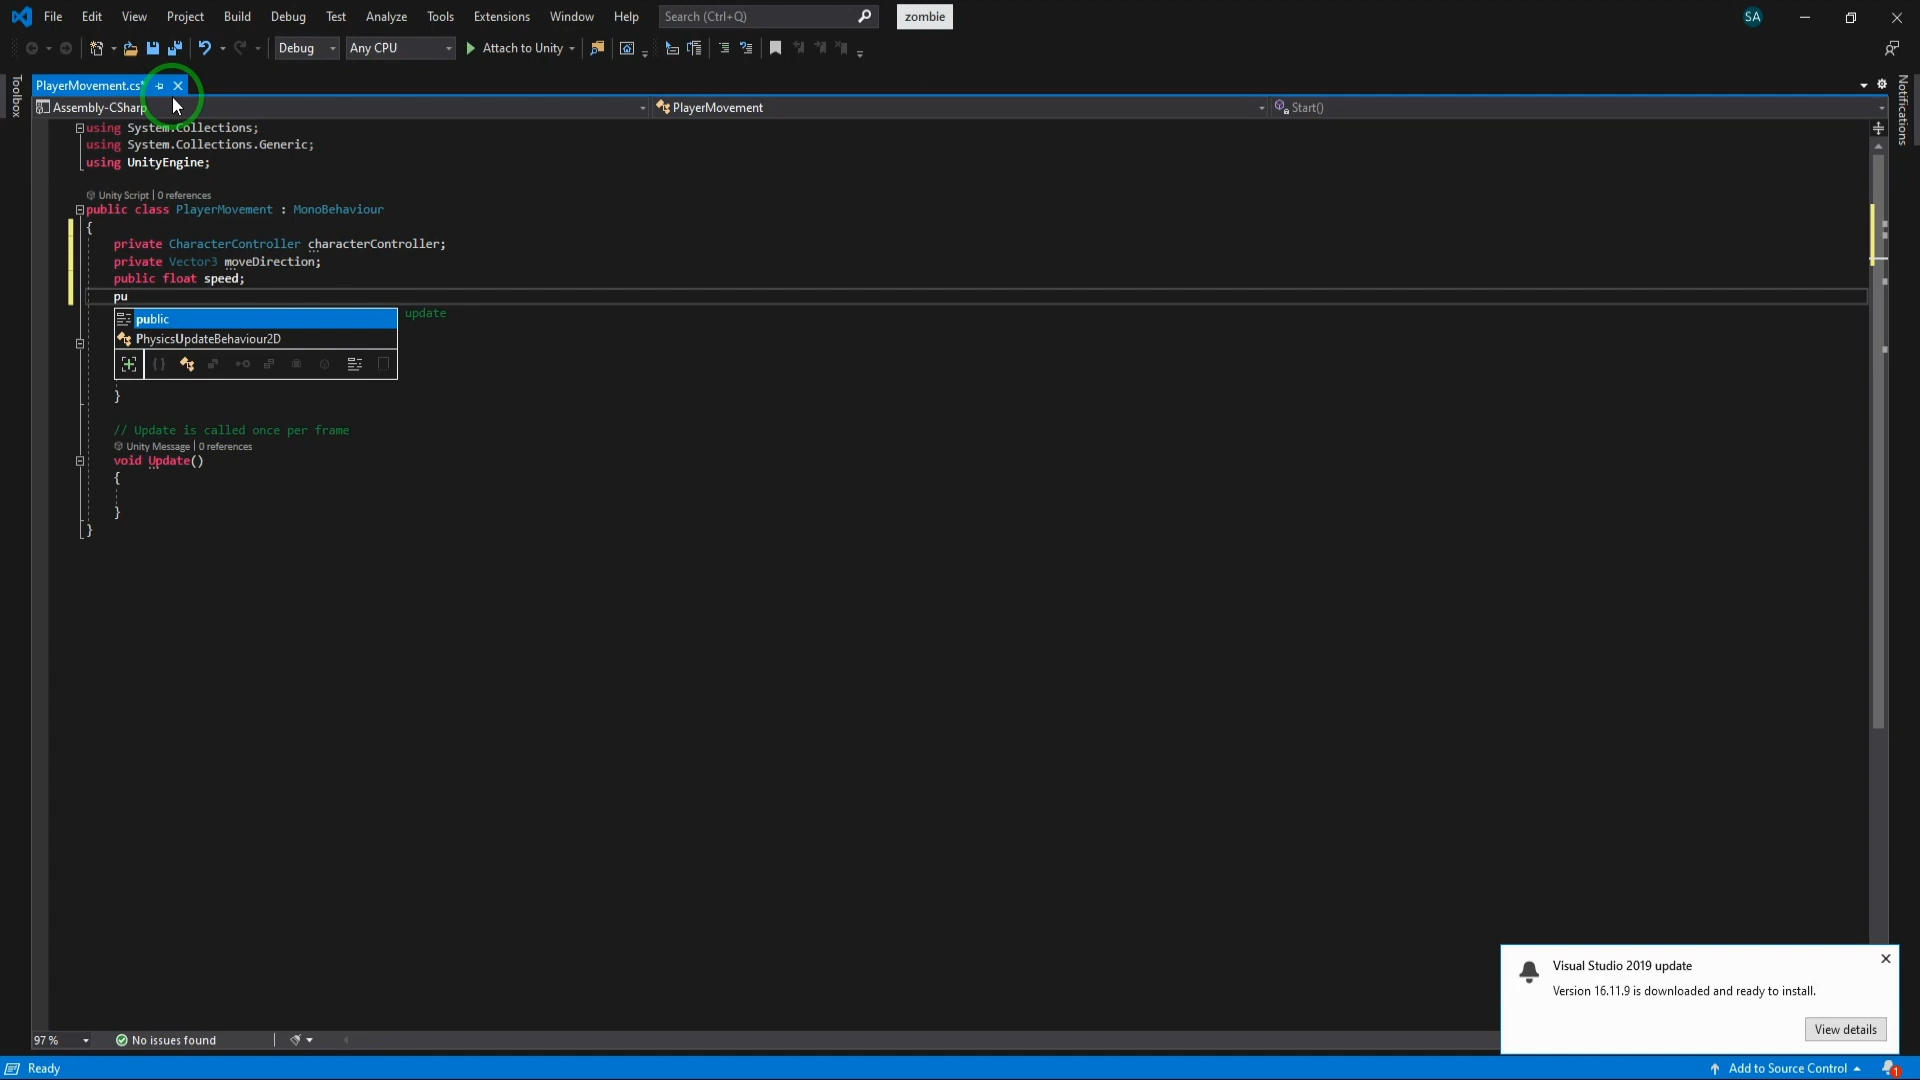 File Edit View Project Build Debug Test Analyze Tools Extensions Window Help Search (Ctrl+Q) zombie SA
Debug Any CPU Attach to Unity
PlayerMovement.cs*
Assembly-CSharp PlayerMovement Start()
Toolbox
Notifications
using System.Collections;
using System.Collections.Generic;
using UnityEngine;
Unity Script | 0 references
public class PlayerMovement : MonoBehaviour
{
private CharacterController characterController;
private Vector3 moveDirection;
public float speed;
pu
public
update
PhysicsUpdateBehaviour2D
}
// Update is called once per frame
Unity Message | 0 references
void Update()
{
}
}
Visual Studio 2019 update
Version 16.11.9 is downloaded and ready to install.
View details
97 % No issues found
Ready Add to Source Control 1